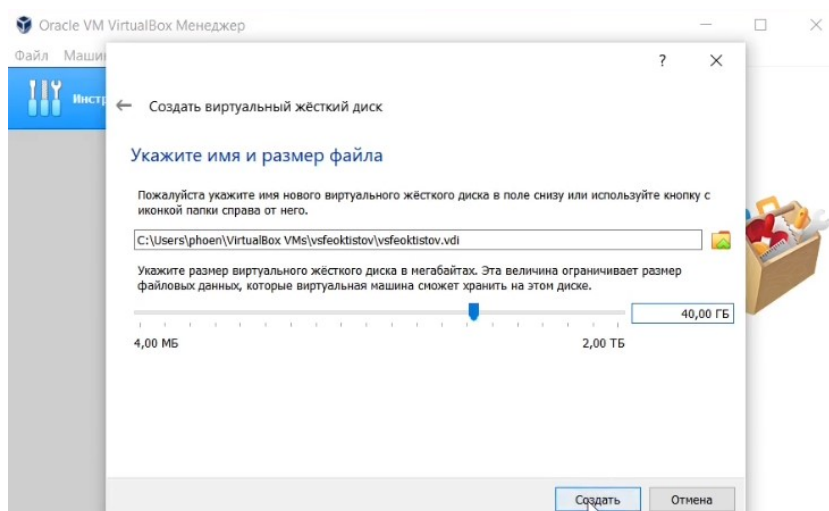 Oracle VM VirtualBox Менеджер
Файл Маши
?
Инстр
Создать виртуальный жёсткий диск
Укажите имя и размер файла
Пожалуйста укажите имя нового виртуального жёсткого диска в поле снизу или используйте кнопку с
иконкой папки справа от него.
C:\Users\phoen\VirtualBox VMs\vsfeoktistov\vsfeoktistov.vdi
Укажите размер виртуального жёсткого диска в мегабайтах. Эта величина ограничивает размер
файловых данных, которые виртуальная машина сможет хранить на этом диске.
40,00 ГБ
4,00 МБ 2,00 ТБ
Создать Отмена